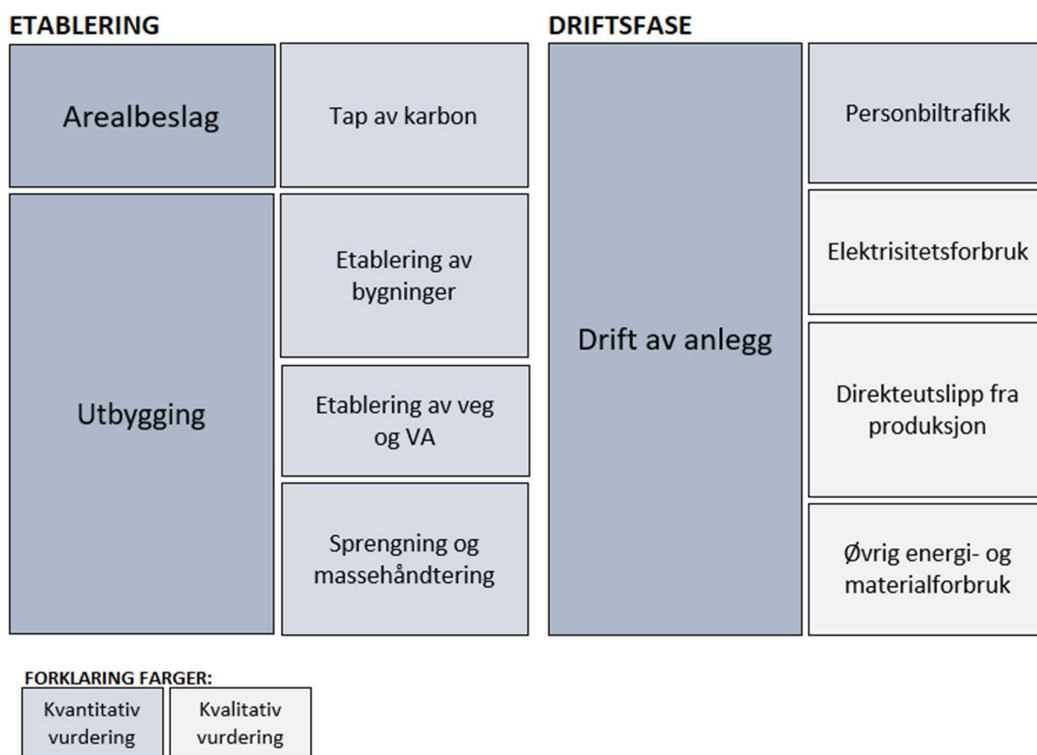 ETABLERING
Arealbeslag
Tap av karbon
Utbygging
Etablering av
bygninger
Etablering av veg
og VA
Sprengning og
massehåndtering
DRIFTSFASE
Drift av anlegg
Personbiltrafikk
Elektrisitetsforbruk
Direkteutslipp fra
produksjon
Øvrig energi- og
materialforbruk
FORKLARING FARGER:
Kvantitativ
vurdering
Kvalitativ
vurdering